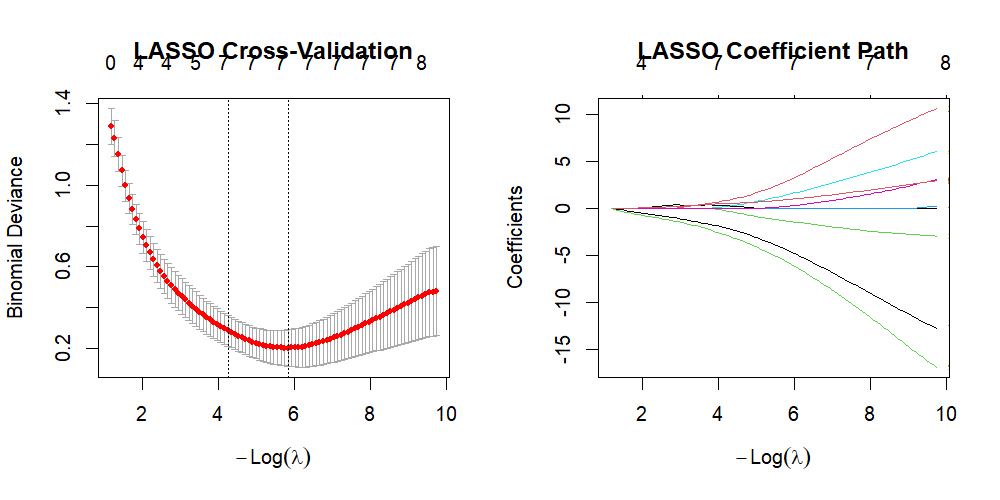 LASSO Cross-Validation
0 4 4 5 7 7 7 7 7 7 7 8
Binomial Deviance
1.4
1.0
0.6
0.2
2 4 6 8 10
−Log(λ)
LASSO Coefficient Path
4 7 7 7 8
Coefficients
10
5
0
-5
-10
-15
2 4 6 8 10
−Log(λ)